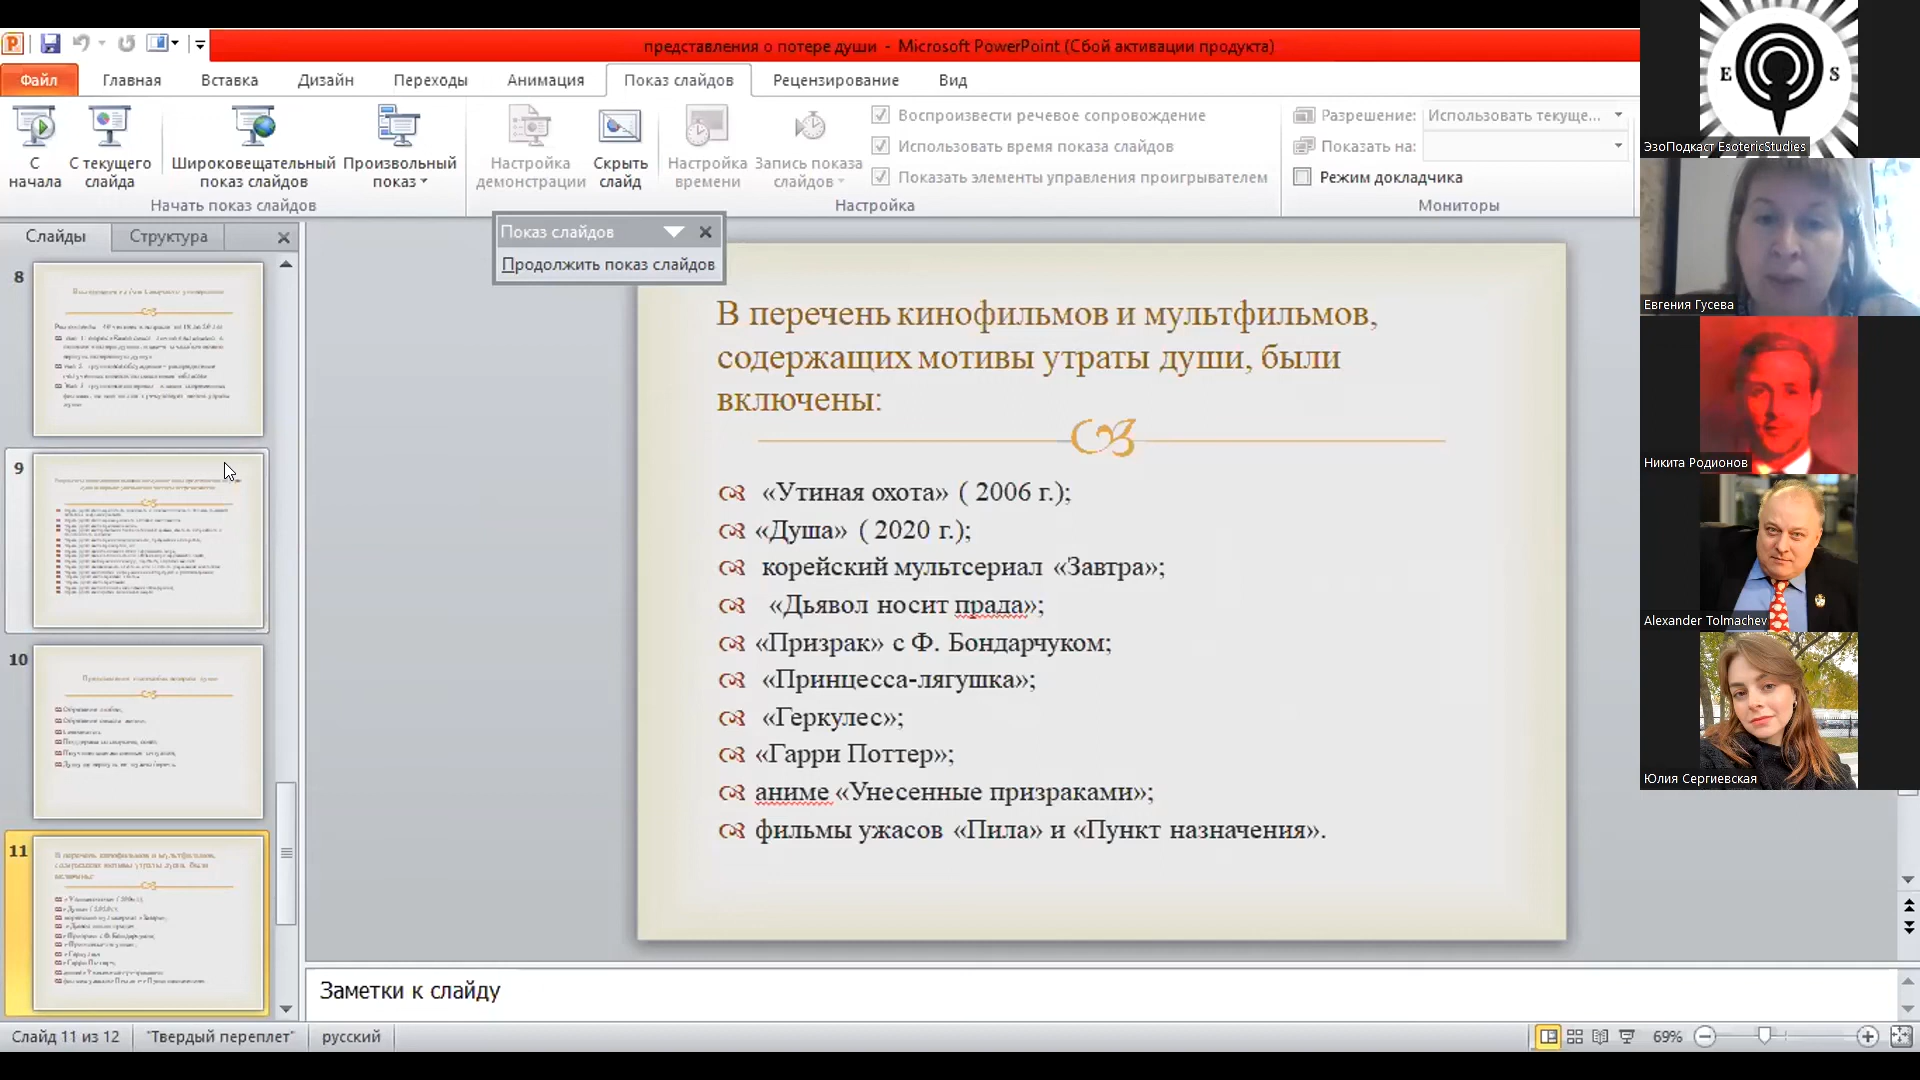 представления о потере души - Microsoft PowerPoint (Сбой активации продукта)
Файл
Главная
Вставка
Дизайн
Переходы
Анимация
Показ слайдов
Рецензирование
Вид
С начала
С текущего слайда
Широковещательный показ слайдов
Произвольный показ
Начать показ слайдов
Настройка демонстрации
Скрыть слайд
Настройка времени
Запись показа слайдов
Воспроизвести речевое сопровождение
Использовать время показа слайдов
Показать элементы управления проигрывателем
Настройка
Разрешение:
Использовать текуще...
Показать на:
Режим докладчика
Мониторы
Показ слайдов
Продолжить показ слайдов
Слайды
Структура
8
9
10
11
В перечень кинофильмов и мультфильмов,
содержащих мотивы утраты души, были
включены:
«Утиная охота» ( 2006 г.);
«Душа» ( 2020 г.);
корейский мультсериал «Завтра»;
«Дьявол носит прада»;
«Призрак» с Ф. Бондарчуком;
«Принцесса-лягушка»;
«Геркулес»;
«Гарри Поттер»;
аниме «Унесенные призраками»;
фильмы ужасов «Пила» и «Пункт назначения».
Заметки к слайду
Слайд 11 из 12
"Твердый переплет"
русский
69%
E S
ЭзоПодкаст EsotericStudies
Евгения Гусева
Никита Родионов
Alexander Tolmachev
Юлия Сергиевская